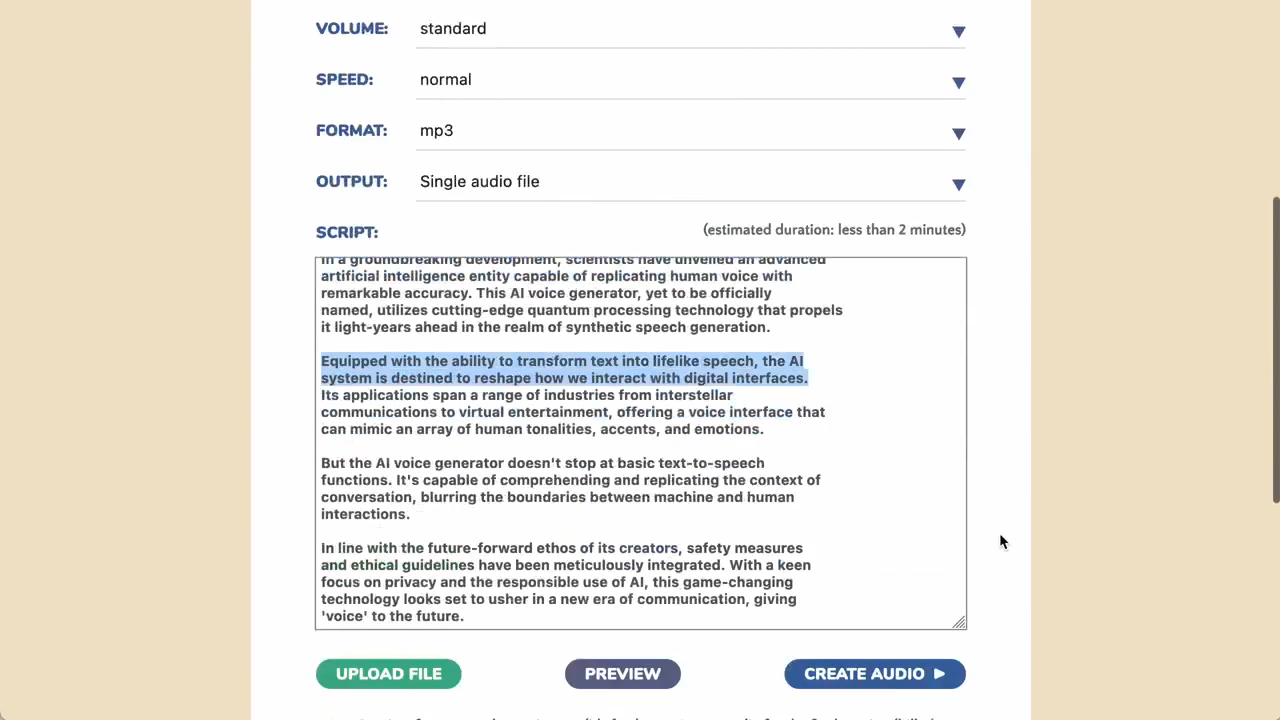 VOLUME: standard
SPEED: normal
FORMAT: mp3
OUTPUT: Single audio file
SCRIPT: (estimated duration: less than 2 minutes)
In a groundbreaking development, scientists have unveiled an advanced
artificial intelligence entity capable of replicating human voice with
remarkable accuracy. This AI voice generator, yet to be officially
named, utilizes cutting-edge quantum processing technology that propels
it light-years ahead in the realm of synthetic speech generation.
Equipped with the ability to transform text into lifelike speech, the AI
system is destined to reshape how we interact with digital interfaces.
Its applications span a range of industries from interstellar
communications to virtual entertainment, offering a voice interface that
can mimic an array of human tonalities, accents, and emotions.
But the AI voice generator doesn't stop at basic text-to-speech
functions. It's capable of comprehending and replicating the context of
conversation, blurring the boundaries between machine and human
interactions.
In line with the future-forward ethos of its creators, safety measures
and ethical guidelines have been meticulously integrated. With a keen
focus on privacy and the responsible use of AI, this game-changing
technology looks set to usher in a new era of communication, giving
'voice' to the future.
UPLOAD FILE PREVIEW CREATE AUDIO